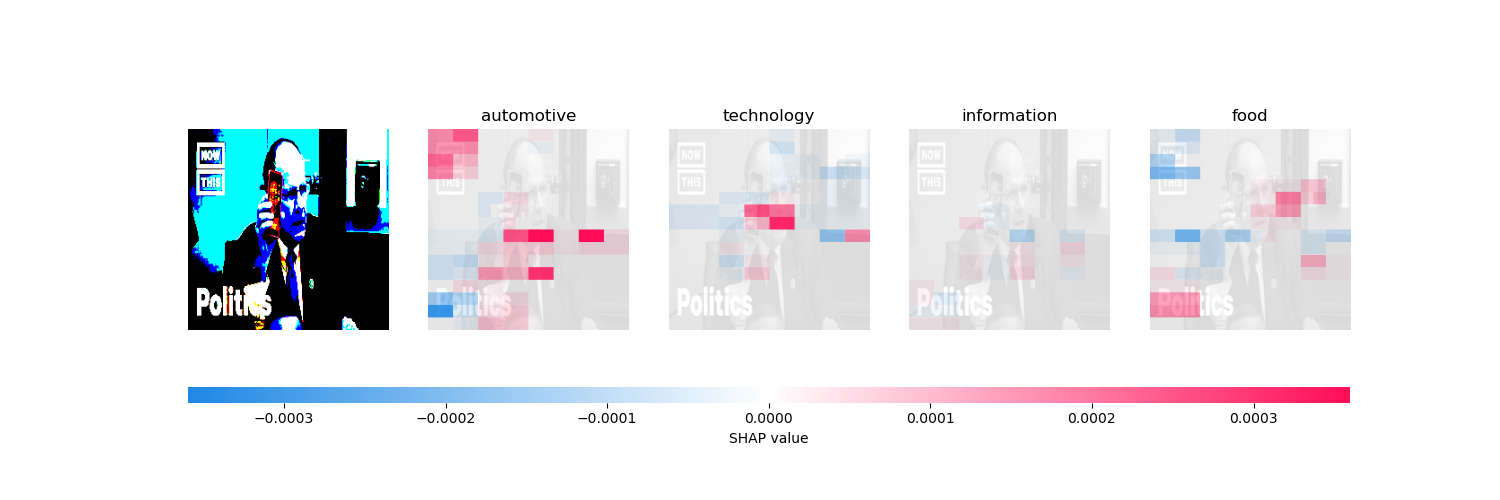 automotive
technology
information
food
NOW
THIS
Politics
NOW
THIS
Politics
NOW
THIS
Politics
NOW
THIS
Politics
NOW
THIS
Politics
−0.0003
−0.0002
−0.0001
0.0000
0.0001
0.0002
0.0003
SHAP value